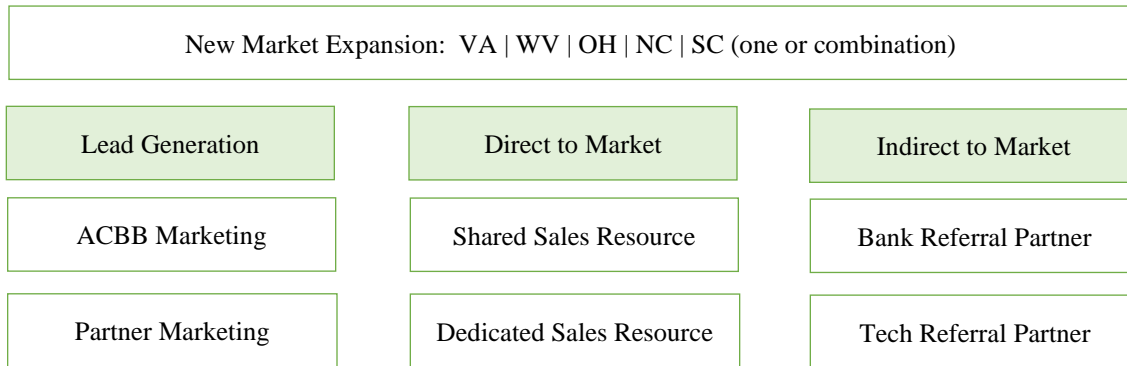 New Market Expansion: VA | WV | OH | NC | SC (one or combination)
Lead Generation
Direct to Market
Indirect to Market
ACBB Marketing
Shared Sales Resource
Bank Referral Partner
Partner Marketing
Dedicated Sales Resource
Tech Referral Partner